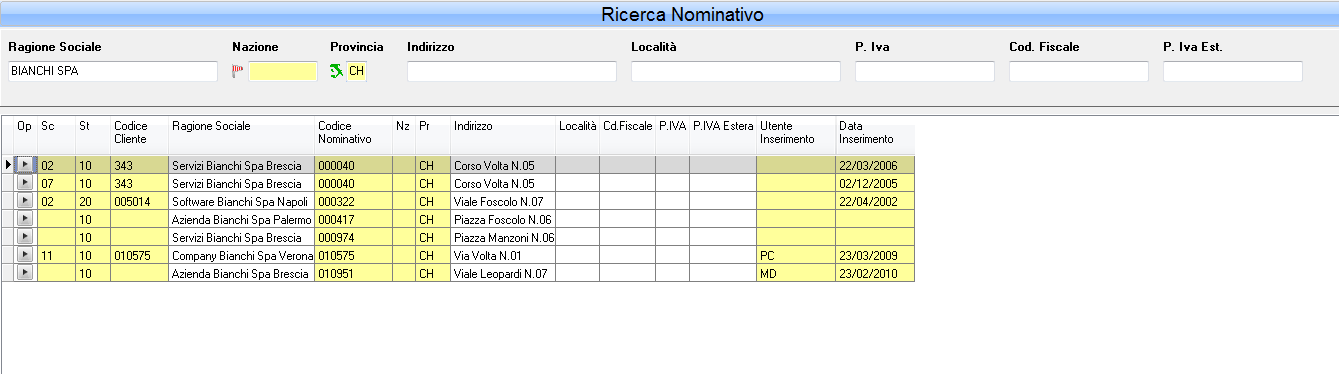 Ricerca Nominativo
Ragione Sociale Nazione Provincia Indirizzo Località P. Iva Cod. Fiscale P. Iva Est.
BIANCHI SPA CH
Op Sc St Codice Cliente Ragione Sociale Codice Nominativo Nz Pr Indirizzo Località Cd.Fiscale P.IVA P.IVA Estera Utente Inserimento Data Inserimento
02 10 343 Servizi Bianchi Spa Brescia 000040 CH Corso Volta N.05 22/03/2006
07 10 343 Servizi Bianchi Spa Brescia 000040 CH Corso Volta N.05 02/12/2005
02 20 005014 Software Bianchi Spa Napoli 000322 CH Viale Foscolo N.07 22/04/2002
10 Azienda Bianchi Spa Palermo 000417 CH Piazza Foscolo N.06
10 Servizi Bianchi Spa Brescia 000974 CH Piazza Manzoni N.06
11 10 010575 Company Bianchi Spa Verona 010575 CH Via Volta N.01 PC 23/03/2009
10 Azienda Bianchi Spa Brescia 010951 CH Viale Leopardi N.07 MD 23/02/2010